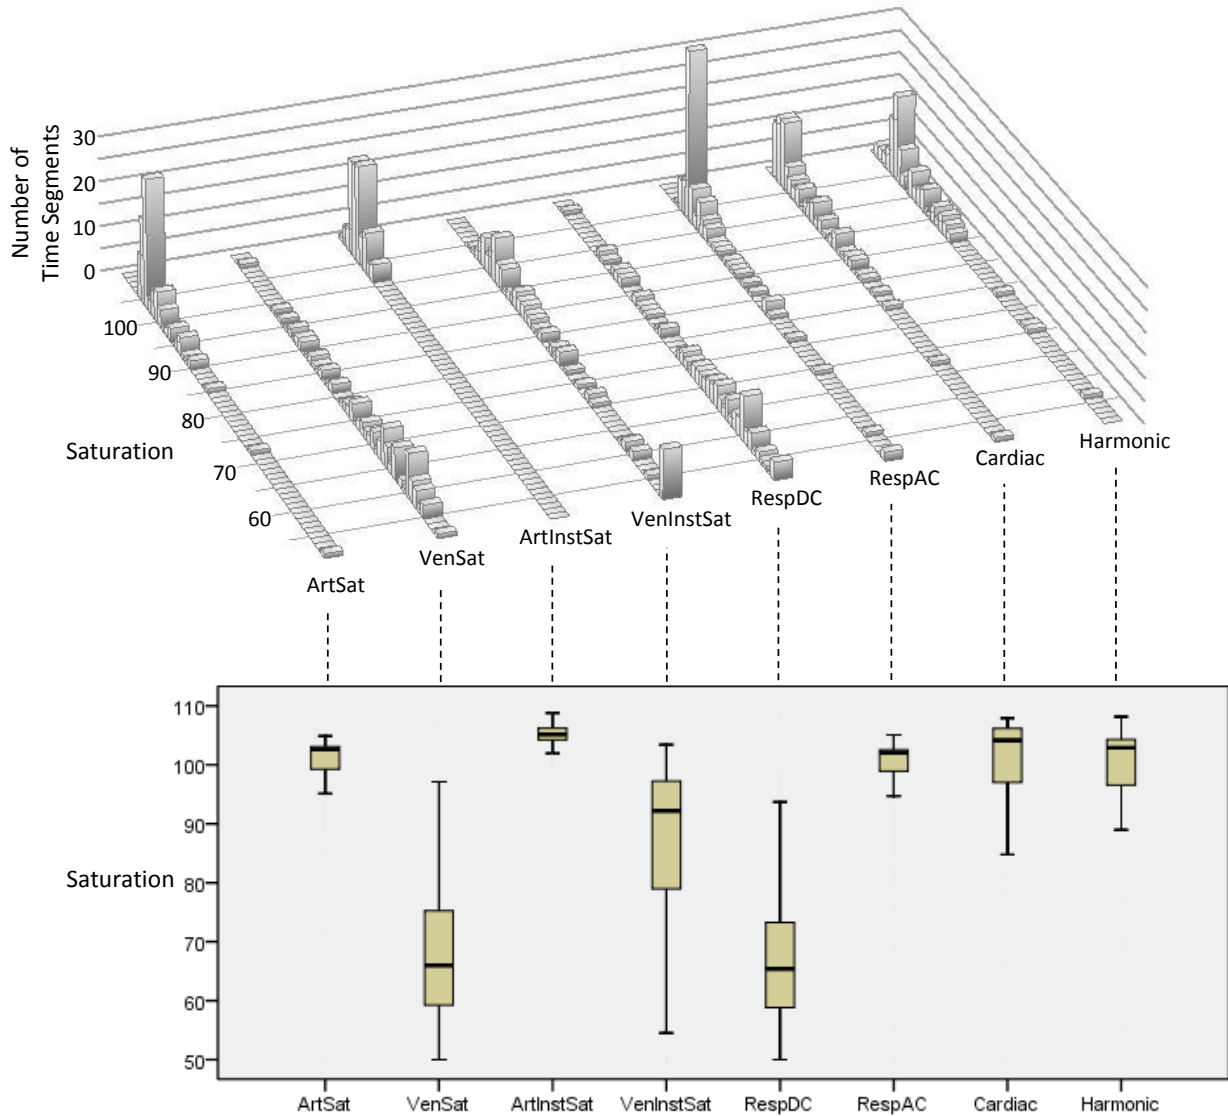 Number of
Time Segments
30
20
10
0
100
90
80
70
60
Saturation
ArtSat
VenSat
ArtInstSat
VenInstSat
RespDC
RespAC
Cardiac
Harmonic
110
100
90
80
70
60
50
Saturation
ArtSat
VenSat
ArtInstSat
VenInstSat
RespDC
RespAC
Cardiac
Harmonic